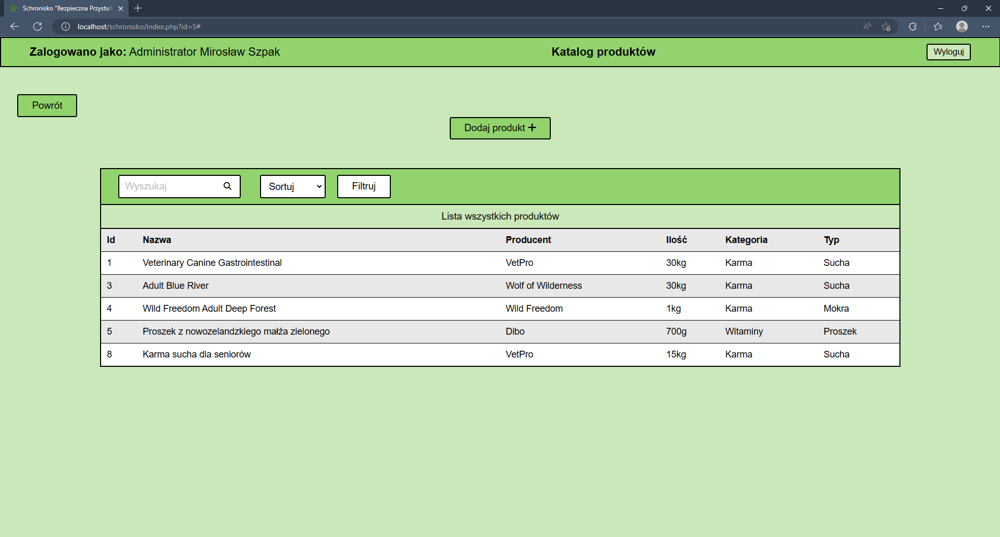 Schronisko "Bezpieczna Przystań
localhost/schronisko/index.php?id=5#
Zalogowano jako: Administrator Mirosław Szpak
Katalog produktów
Wyloguj
Powrót
Dodaj produkt +
Wyszukaj
Sortuj
Filtruj
Lista wszystkich produktów
Id Nazwa Producent Ilość Kategoria Typ
1 Veterinary Canine Gastrointestinal VetPro 30kg Karma Sucha
3 Adult Blue River Wolf of Wilderness 30kg Karma Sucha
4 Wild Freedom Adult Deep Forest Wild Freedom 1kg Karma Mokra
5 Proszek z nowozelandzkiego małża zielonego Dibo 700g Witaminy Proszek
8 Karma sucha dla seniorów VetPro 15kg Karma Sucha